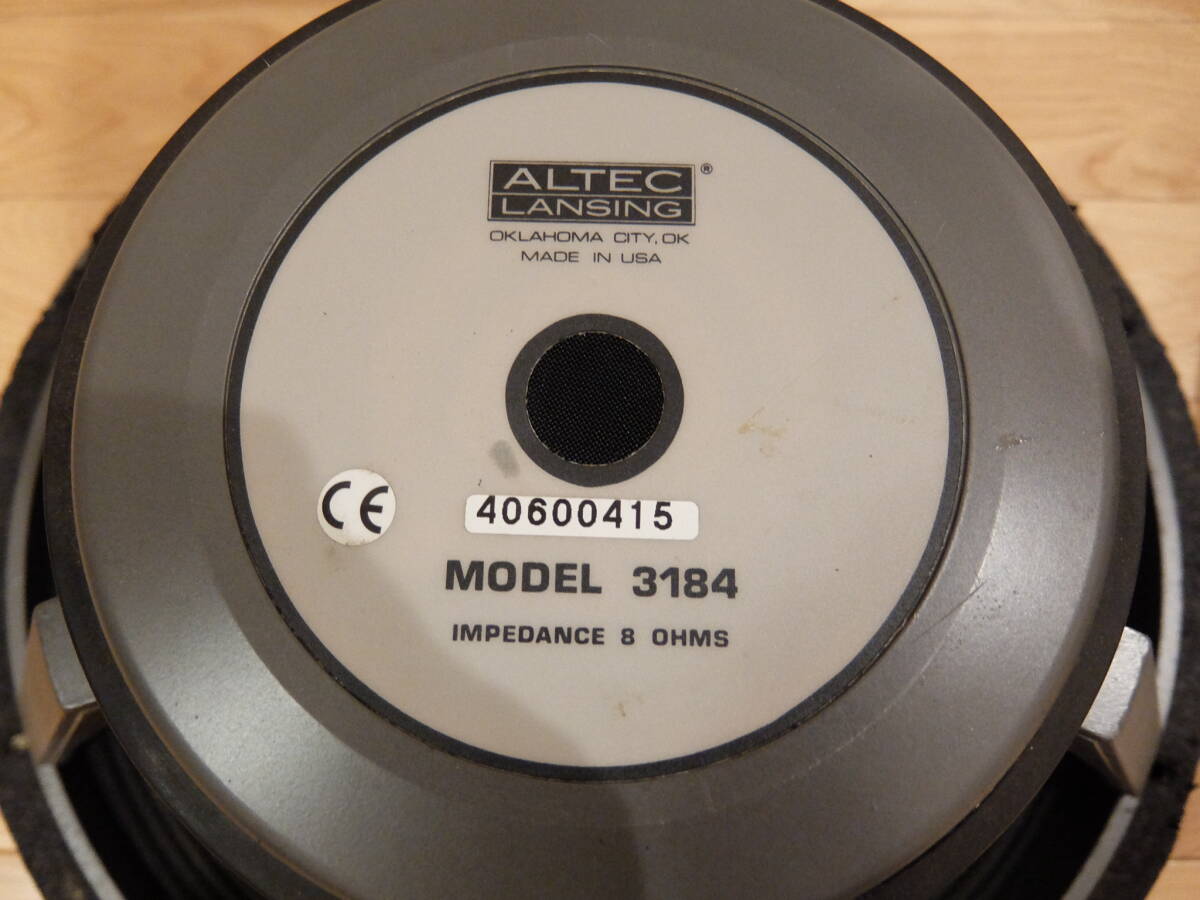 ALTEC ®
LANSING
OKLAHOMA CITY, OK
MADE IN USA
CE
40600415
MODEL 3184
IMPEDANCE 8 OHMS